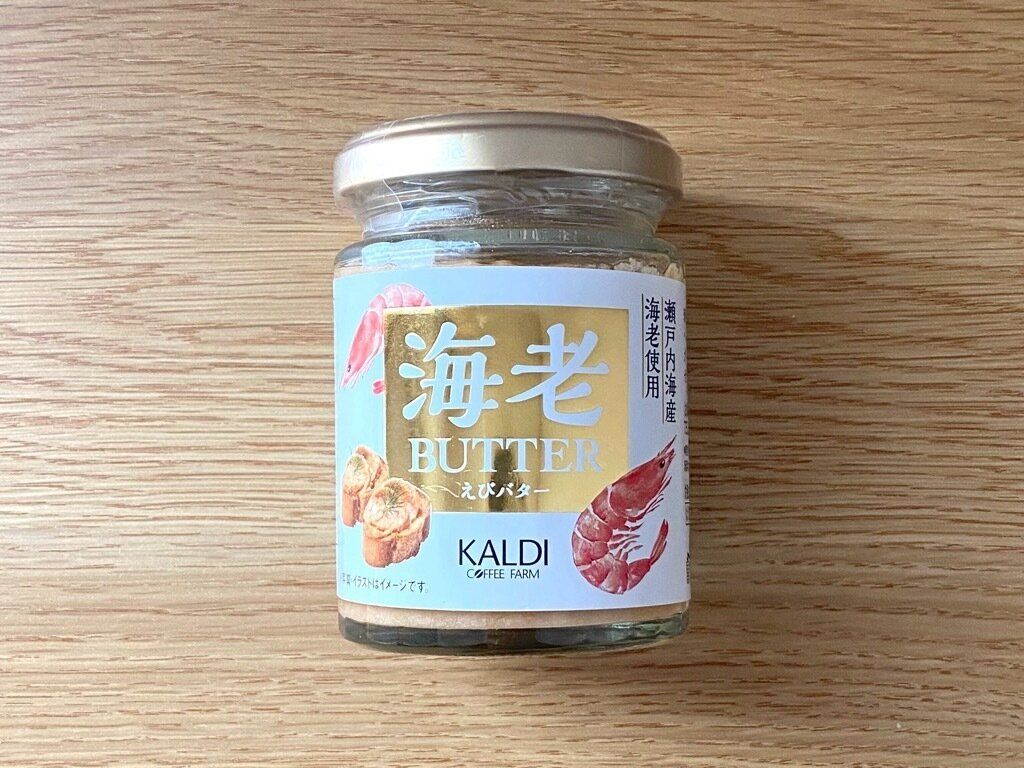 海老
BUTTER
えびバター
瀬戸内海産
海老使用
KALDI
COFFEE FARM
イラストはイメージです。